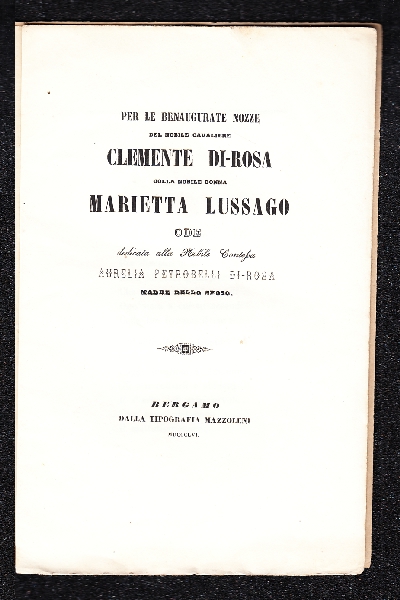 PER LE BENAUGURATE NOZZE
DEL NOBILE CAVALIERE
CLEMENTE DI-ROSA
COLLA NOBILE DONNA
MARIETTA LUSSAGO
ODE
dedicata alla Nobile Contessa
AURELIA PETROBELLI DI-ROSA
MADRE DELLO SPOSO.
BERGAMO
DALLA TIPOGRAFIA MAZZOLENI
MDCCCLVI.